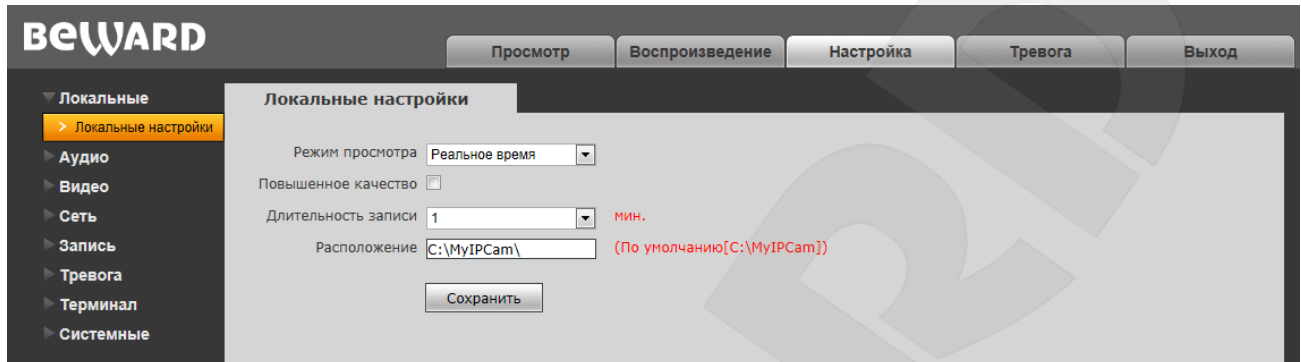 BEWARD
Просмотр Воспроизведение Настройка Тревога Выход
Локальные
> Локальные настройки
Аудио
Видео
Сеть
Запись
Тревога
Терминал
Системные
Локальные настройки
Режим просмотра Реальное время
Повышенное качество
Длительность записи 1 мин.
Расположение C:\MyIPCam\ (По умолчанию[C:\MyIPCam])
Сохранить